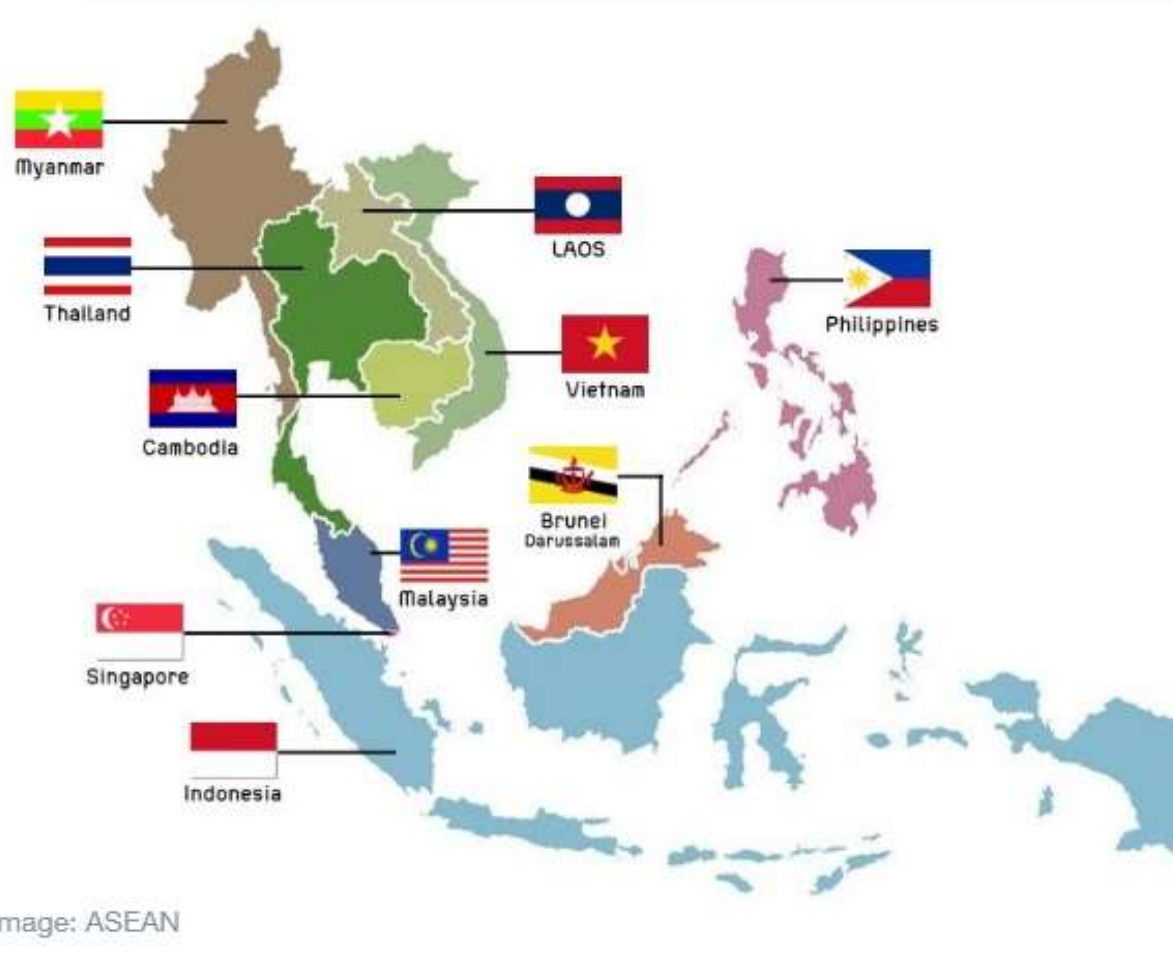 Myanmar
LAOS
Thailand
Philippines
Vietnam
Cambodia
Brunei
Darussalam
Malaysia
Singapore
Indonesia
mage: ASEAN